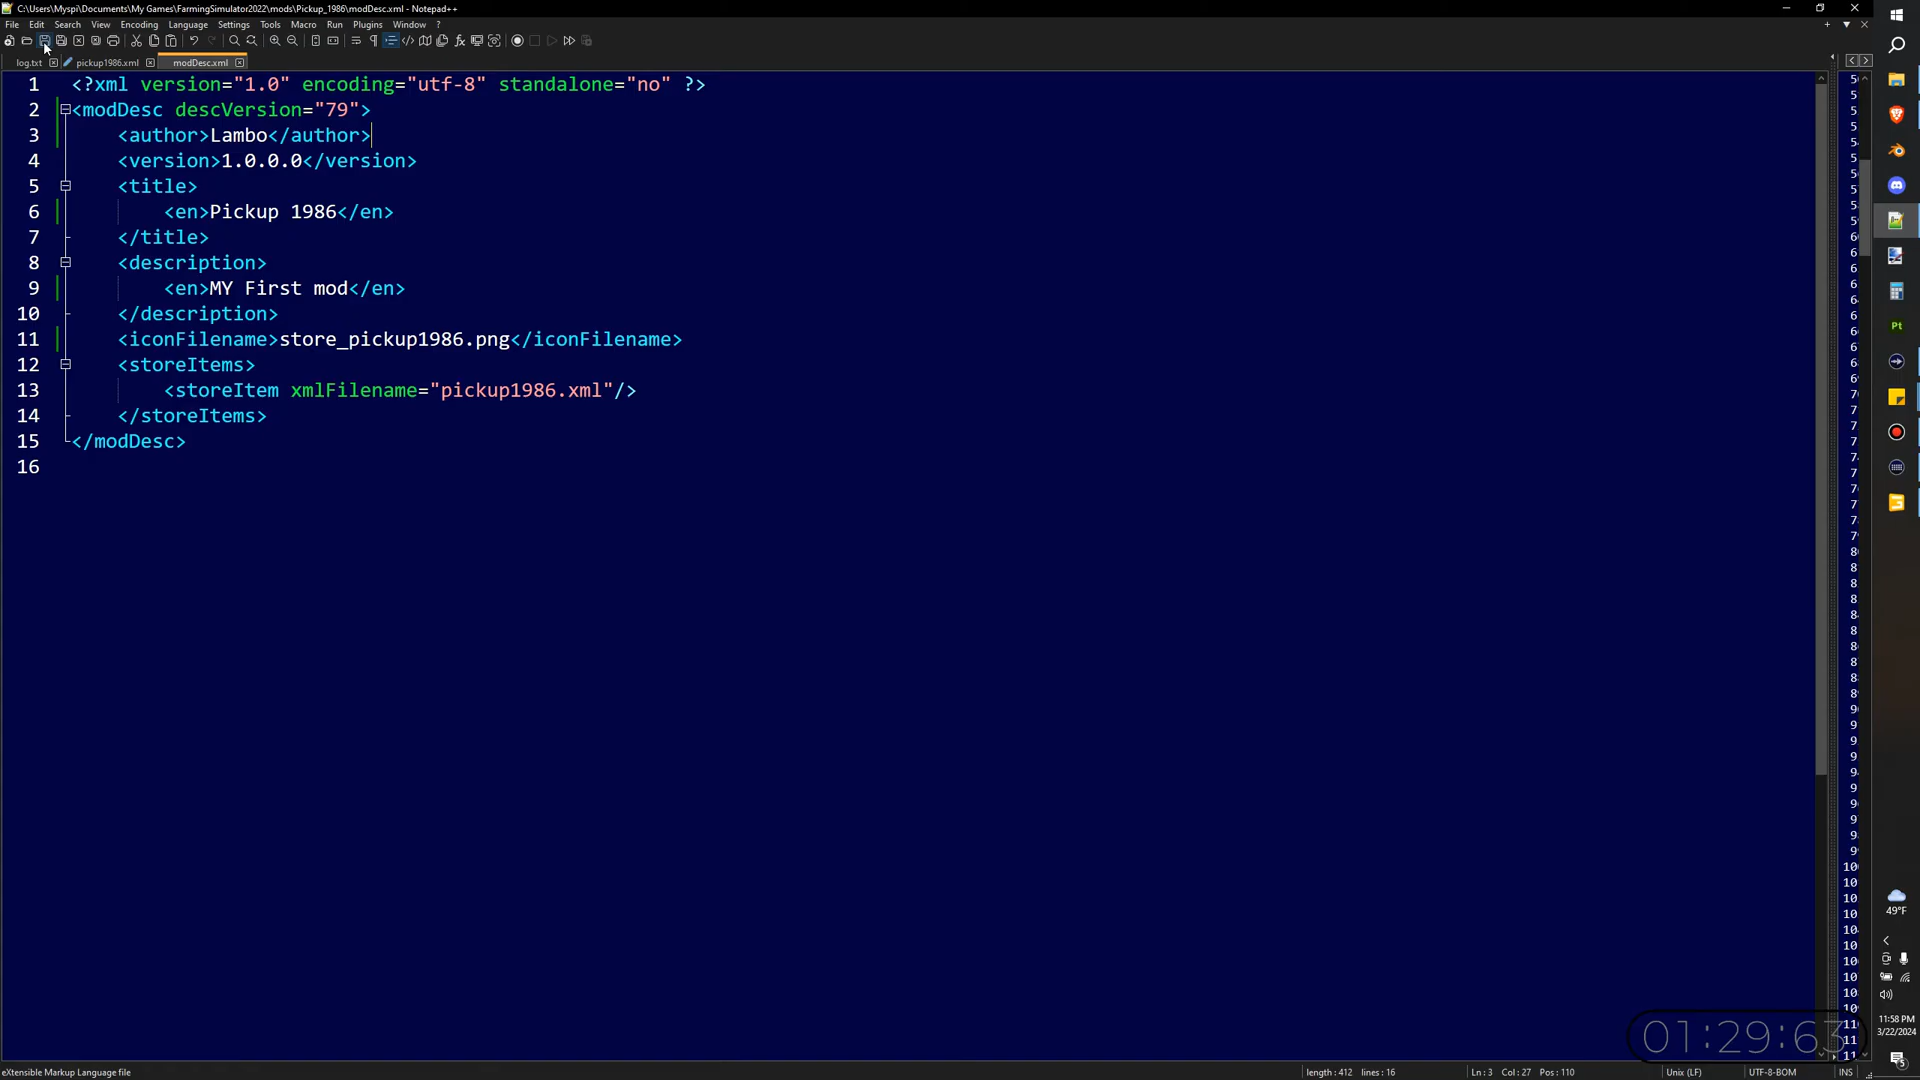 C:\Users\Myspi\Documents\My Games\FarmingSimulator2022\mods\Pickup_1986\modDesc.xml - Notepad++
File Edit Search View Encoding Language Settings Tools Macro Run Plugins Window ?
log.txt pickup1986.xml modDesc.xml
1 <?xml version="1.0" encoding="utf-8" standalone="no" ?>
2 <modDesc descVersion="79">
3 <author>Lambo</author>
4 <version>1.0.0.0</version>
5 <title>
6 <en>Pickup 1986</en>
7 </title>
8 <description>
9 <en>MY First mod</en>
10 </description>
11 <iconFilename>store_pickup1986.png</iconFilename>
12 <storeItems>
13 <storeItem xmlFilename="pickup1986.xml"/>
14 </storeItems>
15 </modDesc>
16
Pt
49°F
11:58 PM
3/22/2024
01:29:63
eXtensible Markup Language file length : 412 lines : 16 Ln : 3 Col : 27 Pos : 110 Unix (LF) UTF-8-BOM INS